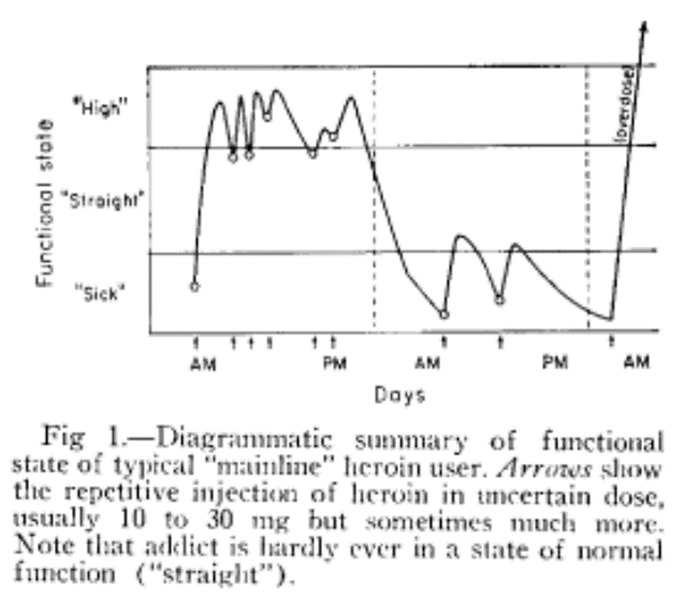 Functional state
"High"
"Straight"
"Sick"
(overdose)
AM
PM
AM
PM
AM
Days
Fig 1.—Diagrammatic summary of functional
state of typical "mainline" heroin user. Arrows show
the repetitive injection of heroin in uncertain dose,
usually 10 to 30 mg but sometimes much more.
Note that addict is hardly ever in a state of normal
function ("straight").